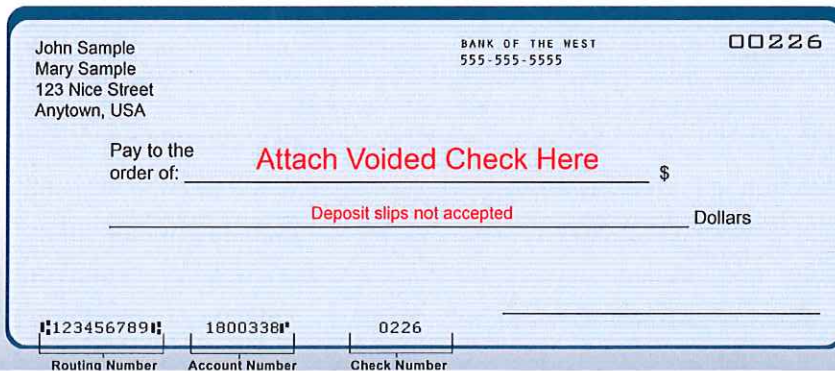 John Sample
Mary Sample
123 Nice Street
Anytown, USA
BANK OF THE WEST
555-555-5555
00226
Pay to the
order of:
Attach Voided Check Here
$
Deposit slips not accepted
Dollars
⑆123456789⑆ 1800338⑈ 0226
Routing Number Account Number Check Number